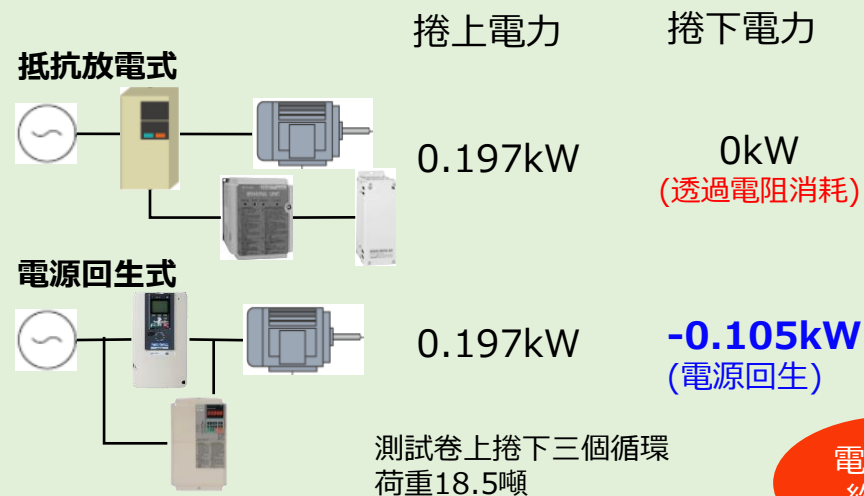 捲上電力 捲下電力
抵抗放電式
0.197kW 0kW
(透過電阻消耗)
電源回生式
0.197kW -0.105kW
(電源回生)
測試卷上捲下三個循環
荷重18.5噸
電